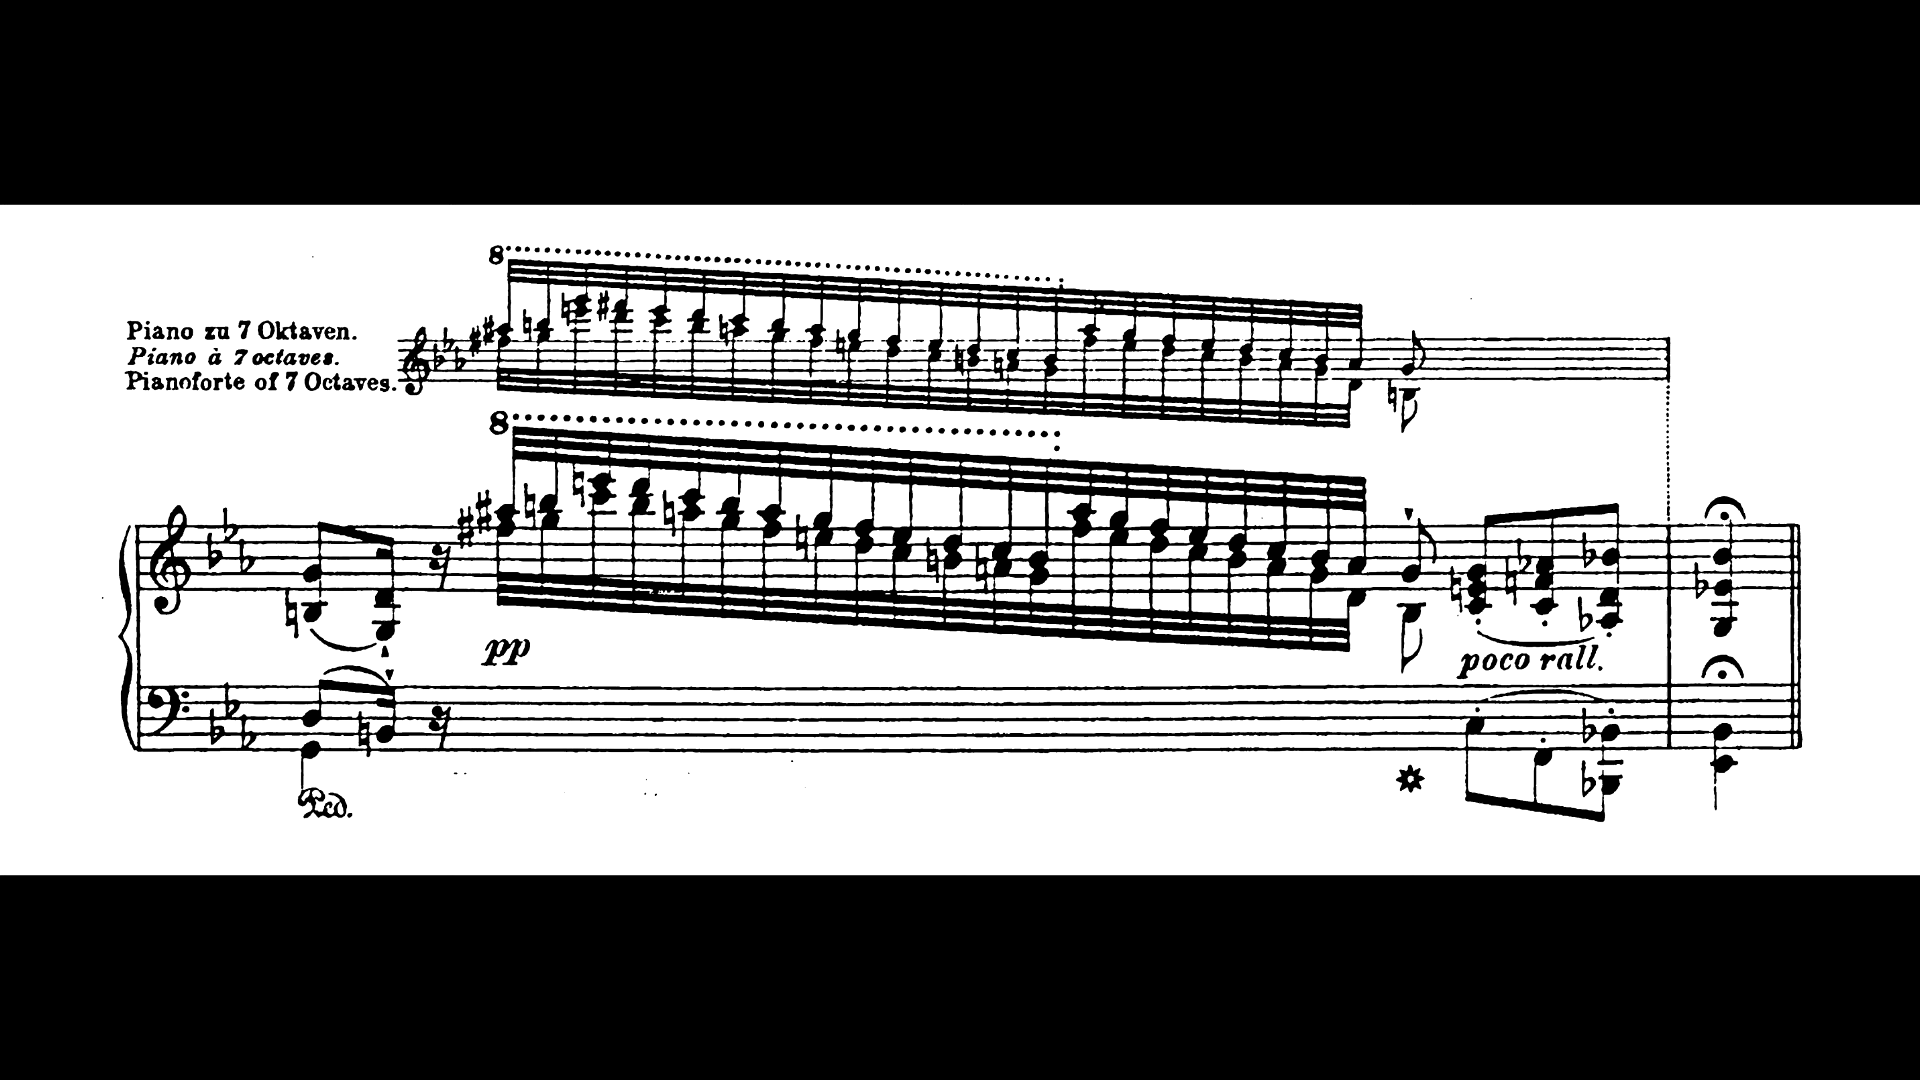 8
Piano zu 7 Oktaven.
Piano à 7 octaves.
Pianoforte of 7 Octaves.
8
pp
poco rall.
Ped.